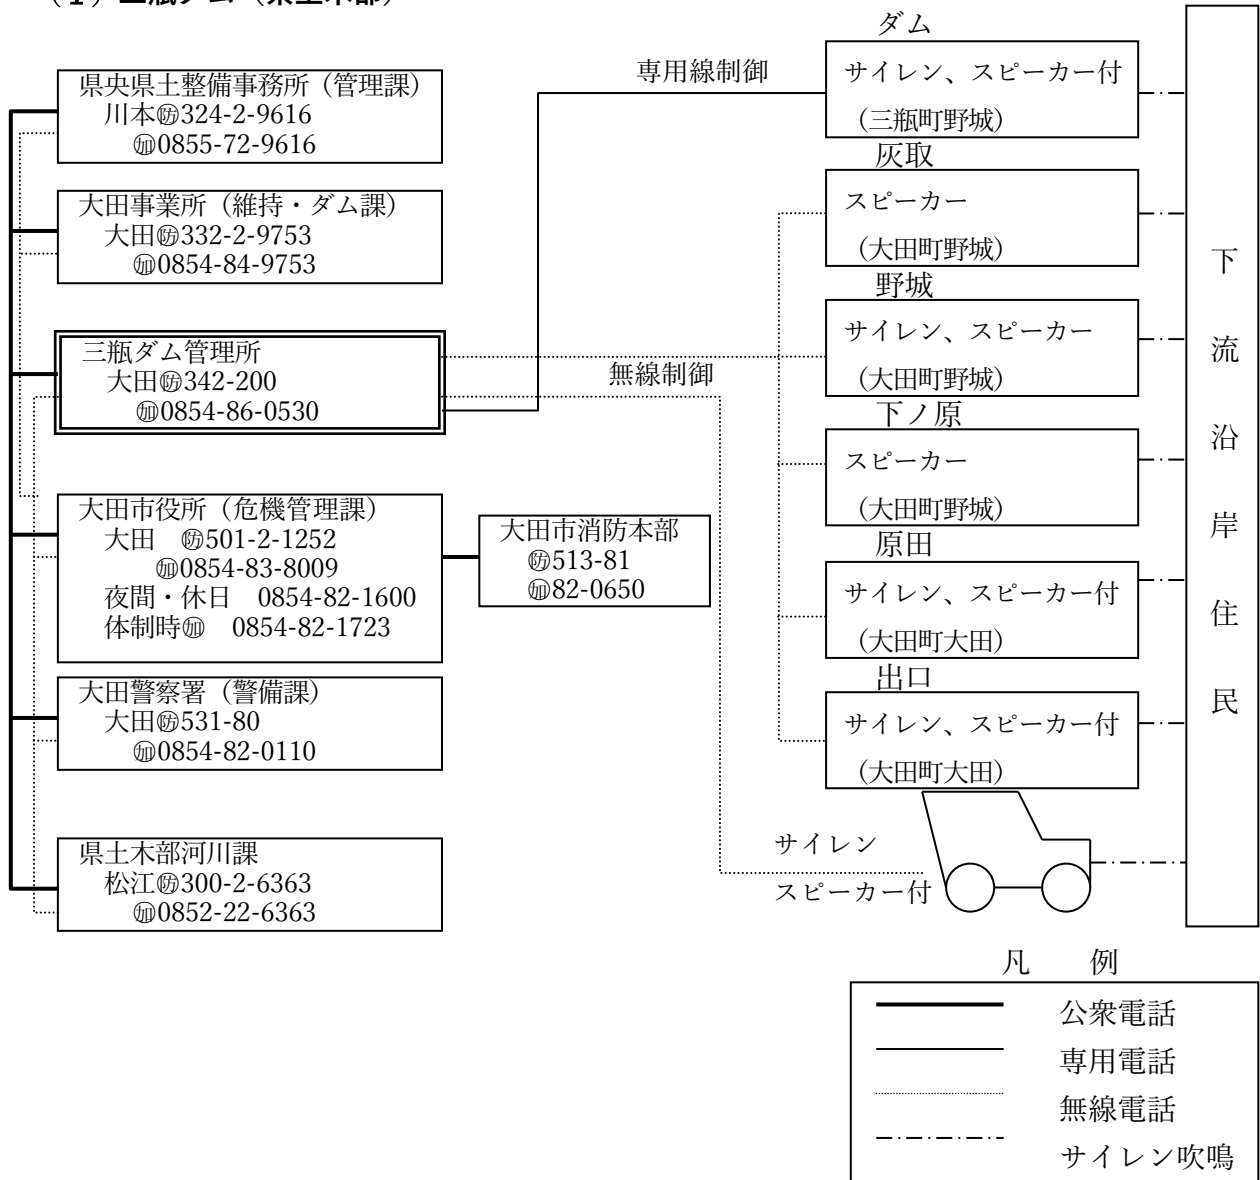 （1）三瓶ダム（県土木部）
県央県土整備事務所（管理課）
川本㊁324-2-9616
㊉0855-72-9616
大田事業所（維持・ダム課）
大田㊁332-2-9753
㊉0854-84-9753
三瓶ダム管理所
大田㊁342-200
㊉0854-86-0530
大田市役所（危機管理課）
大田　㊁501-2-1252
㊉0854-83-8009
夜間・休日　0854-82-1600
体制時㊉　0854-82-1723
大田市消防本部
㊁513-81
㊉82-0650
大田警察署（警備課）
大田㊁531-80
㊉0854-82-0110
県土木部河川課
松江㊁300-2-6363
㊉0852-22-6363
専用線制御
無線制御
ダム
サイレン、スピーカー付
（三瓶町野城）
灰取
スピーカー
（大田町野城）
野城
サイレン、スピーカー
（大田町野城）
下ノ原
スピーカー
（大田町野城）
原田
サイレン、スピーカー付
（大田町大田）
出口
サイレン、スピーカー付
（大田町大田）
サイレン
スピーカー付
下流沿岸住民
凡　例
公衆電話
専用電話
無線電話
サイレン吹鳴